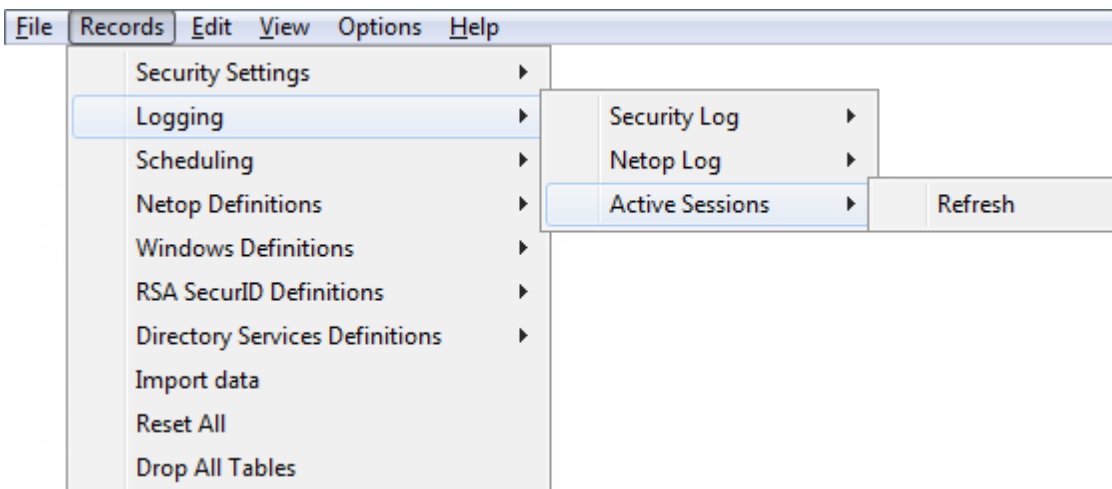 File Records Edit View Options Help
Security Settings
Logging
Security Log
Scheduling
Netop Log
Netop Definitions
Active Sessions
Refresh
Windows Definitions
RSA SecurID Definitions
Directory Services Definitions
Import data
Reset All
Drop All Tables